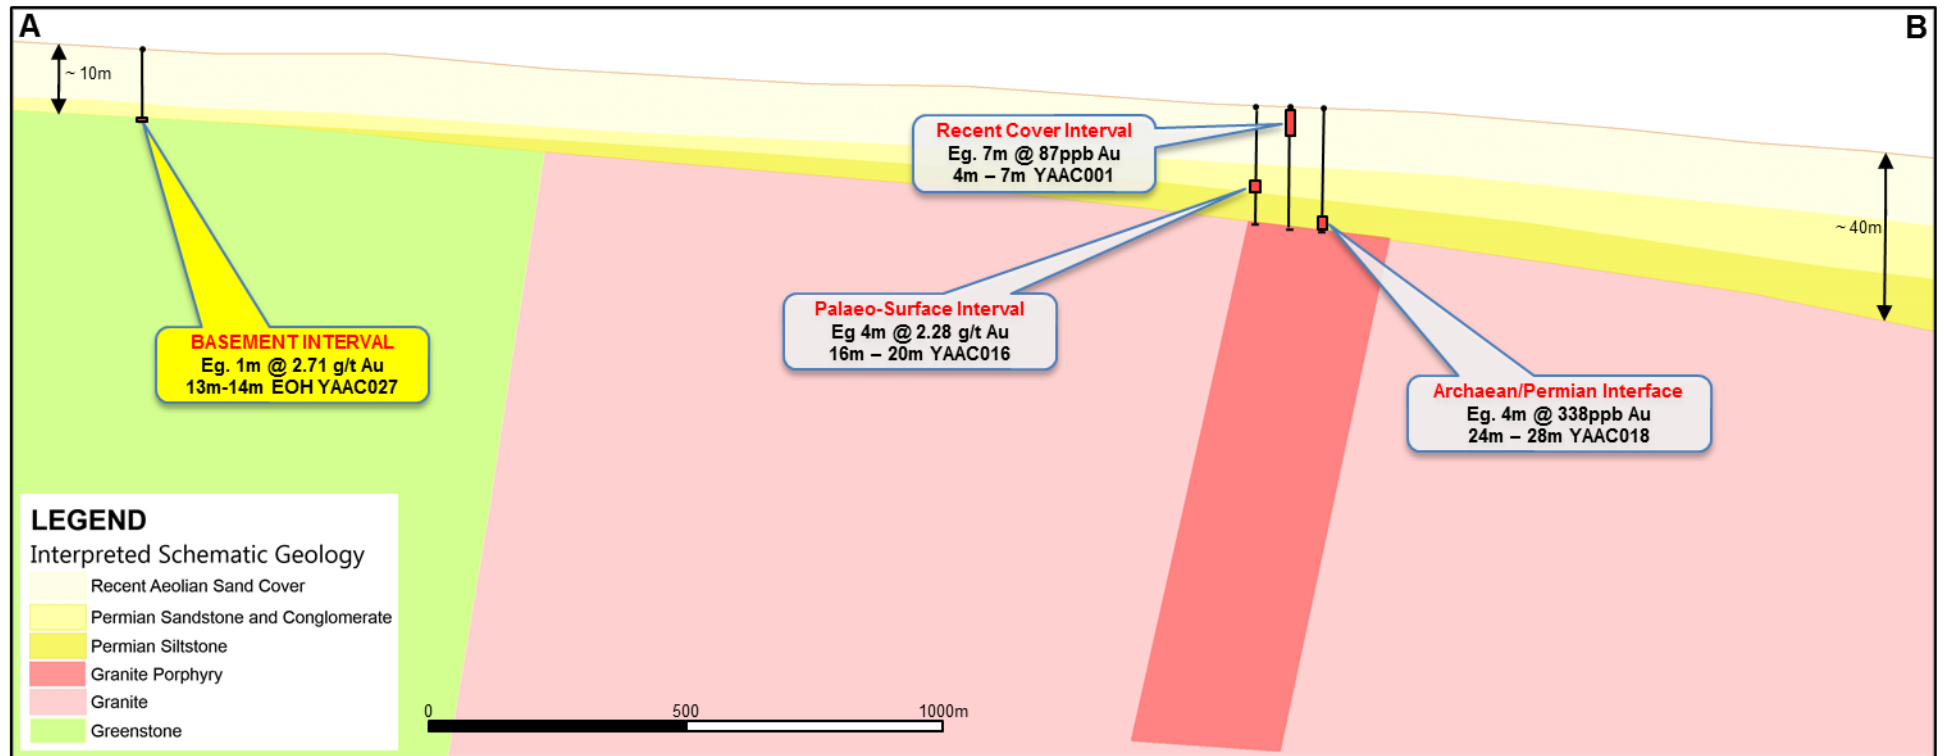 A
B
~ 10m
Recent Cover Interval
Eg. 7m @ 87ppb Au
4m – 7m YAAC001
~ 40m
Palaeo-Surface Interval
Eg 4m @ 2.28 g/t Au
16m – 20m YAAC016
BASEMENT INTERVAL
Eg. 1m @ 2.71 g/t Au
13m-14m EOH YAAC027
Archaean/Permian Interface
Eg. 4m @ 338ppb Au
24m – 28m YAAC018
LEGEND
Interpreted Schematic Geology
Recent Aeolian Sand Cover
Permian Sandstone and Conglomerate
Permian Siltstone
Granite Porphyry
Granite
Greenstone
0 500 1000m